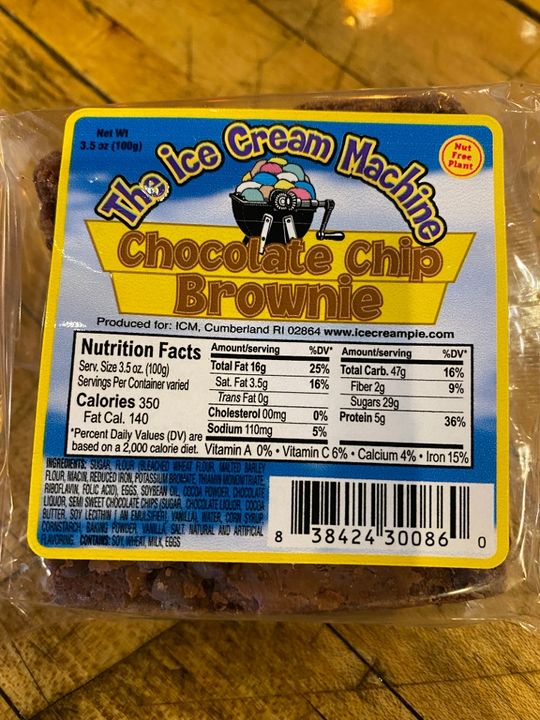 Net Wt
3.5 oz (100g)
The Ice Cream Machine
Nut
Free
Plant
Chocolate Chip
Brownie
Produced for: ICM, Cumberland RI 02864 www.icecreampie.com
Nutrition Facts
Serv. Size 3.5 oz. (100g)
Servings Per Container varied
Calories 350
Fat Cal. 140
*Percent Daily Values (DV) are
based on a 2,000 calorie diet.
Amount/serving %DV*
Total Fat 16g 25%
Sat. Fat 3.5g 16%
Trans Fat 0g
Cholesterol 00mg 0%
Sodium 110mg 5%
Amount/serving %DV*
Total Carb. 47g 16%
Fiber 2g 9%
Sugars 29g
Protein 5g 36%
Vitamin A 0% • Vitamin C 6% • Calcium 4% • Iron 15%
INGREDIENTS: SUGAR, FLOUR (BLEACHED WHEAT FLOUR, MALTED BARLEY
FLOUR, NIACIN, REDUCED IRON, POTASSIUM BROMATE, THIAMIN MONONITRATE,
RIBOFLAVIN, FOLIC ACID), EGGS, SOYBEAN OIL, COCOA POWDER, CHOCOLATE
LIQUOR, SEMI SWEET CHOCOLATE CHIPS (SUGAR, CHOCOLATE LIQUOR, COCOA
BUTTER, SOY LECITHIN [ AN EMULSIFIER], VANILLA), WATER, CORN SYRUP,
CORNSTARCH, BAKING POWDER, VANILLA, SALT, NATURAL AND ARTIFICIAL
FLAVORING. CONTAINS: SOY, WHEAT, MILK, EGGS
8 38424 30086 0